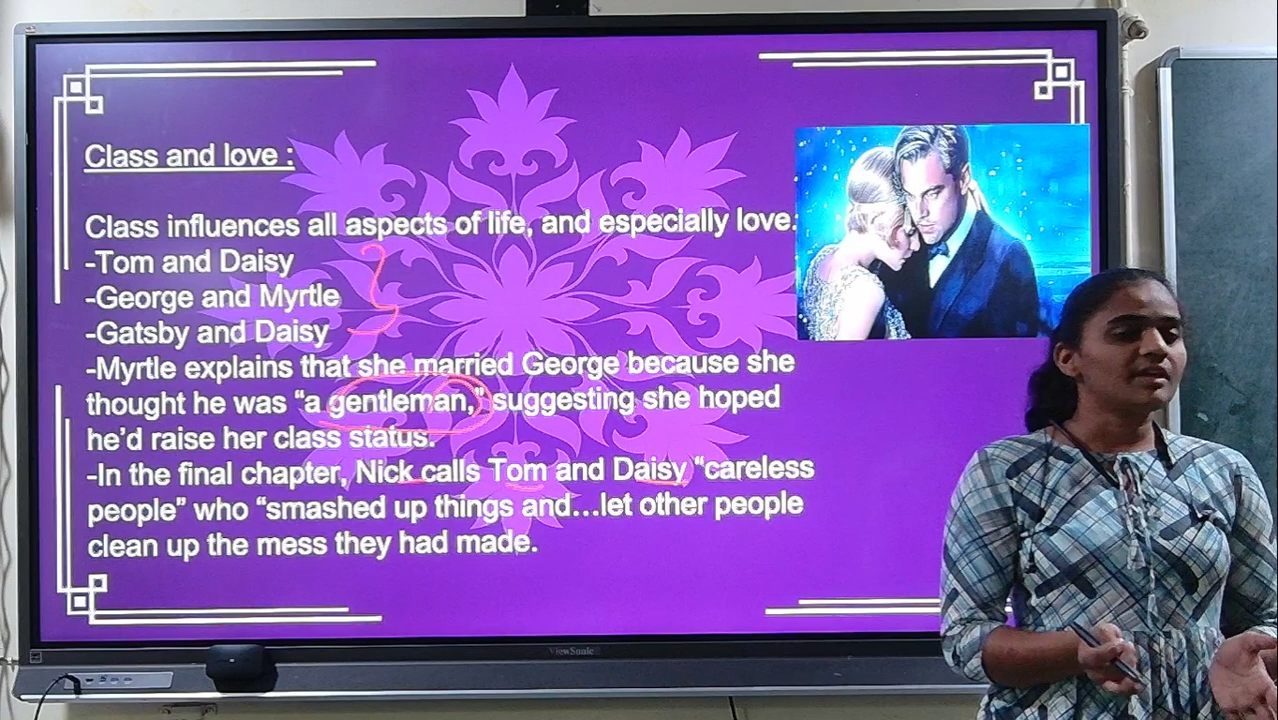 Class and love :
Class influences all aspects of life, and especially love:
-Tom and Daisy
-George and Myrtle
-Gatsby and Daisy
-Myrtle explains that she married George because she
thought he was “a gentleman,” suggesting she hoped
he’d raise her class status.
-In the final chapter, Nick calls Tom and Daisy “careless
people” who “smashed up things and…let other people
clean up the mess they had made.
ViewSonic